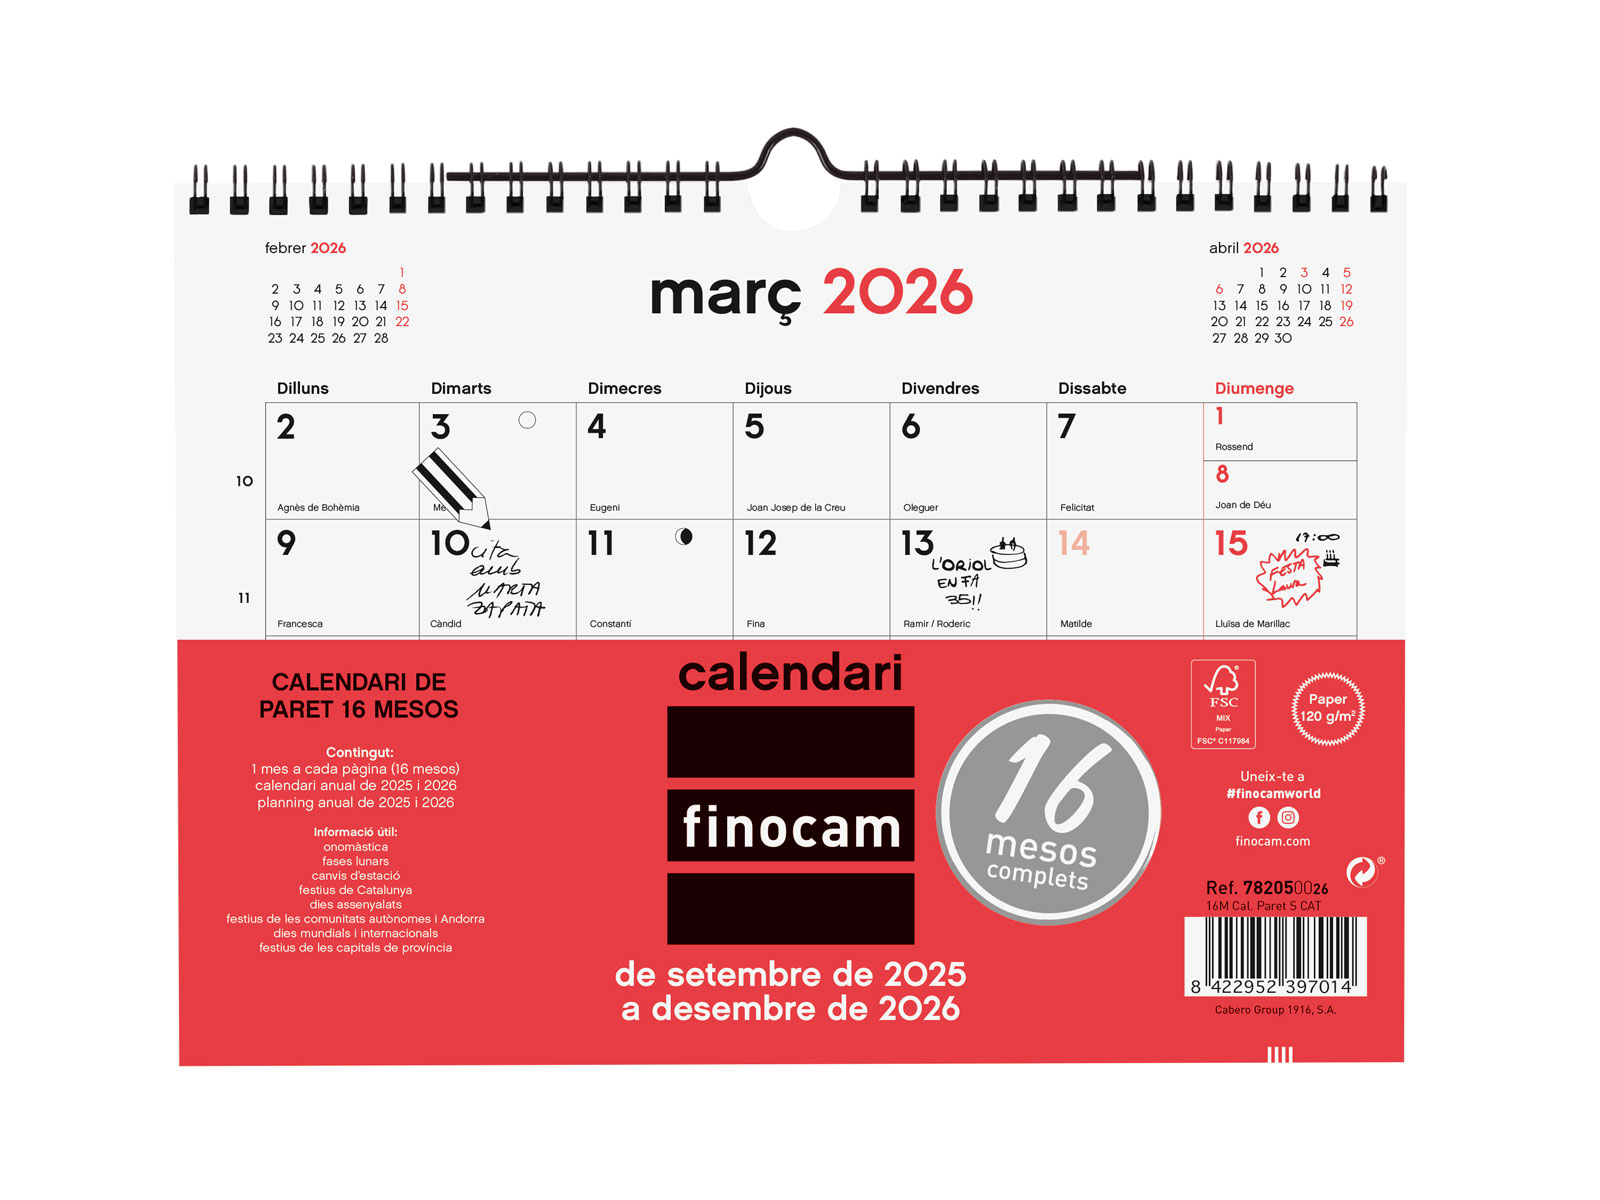 febrer 2026
1
2 3 4 5 6 7 8
9 10 11 12 13 14 15
16 17 18 19 20 21 22
23 24 25 26 27 28
març 2026
abril 2026
1 2 3 4 5
6 7 8 9 10 11 12
13 14 15 16 17 18 19
20 21 22 23 24 25 26
27 28 29 30
Dilluns Dimarts Dimecres Dijous Divendres Dissabte Diumenge
2 3 4 5 6 7 1
Rossend
8
10
Agnès de Bohèmia Eugeni Joan Josep de la Creu Oleguer Felicitat Joan de Déu
9 10 11 12 13 14 15
cita
amb
MARTA
ZAPATA
L'ORIOL
EN FA
35!!
17:00
FESTA
Laura
11
Francesca Càndid Constantí Fina Ramir / Roderic Matilde Lluïsa de Marillac
CALENDARI DE
PARET 16 MESOS
Contingut:
1 mes a cada pàgina (16 mesos)
calendari anual de 2025 i 2026
planning anual de 2025 i 2026
Informació útil:
onomàstica
fases lunars
canvis d'estació
festius de Catalunya
dies assenyalats
festius de les comunitats autònomes i Andorra
dies mundials i internacionals
festius de les capitals de província
calendari
finocam
de setembre de 2025
a desembre de 2026
16
mesos
complets
FSC
MIX
Paper
FSC® C117984
Paper
120 g/m²
Uneix-te a
#finocamworld
finocam.com
Ref. 782050026
16M Cal. Paret S CAT
8 422952 397014
Cabero Group 1916, S.A.